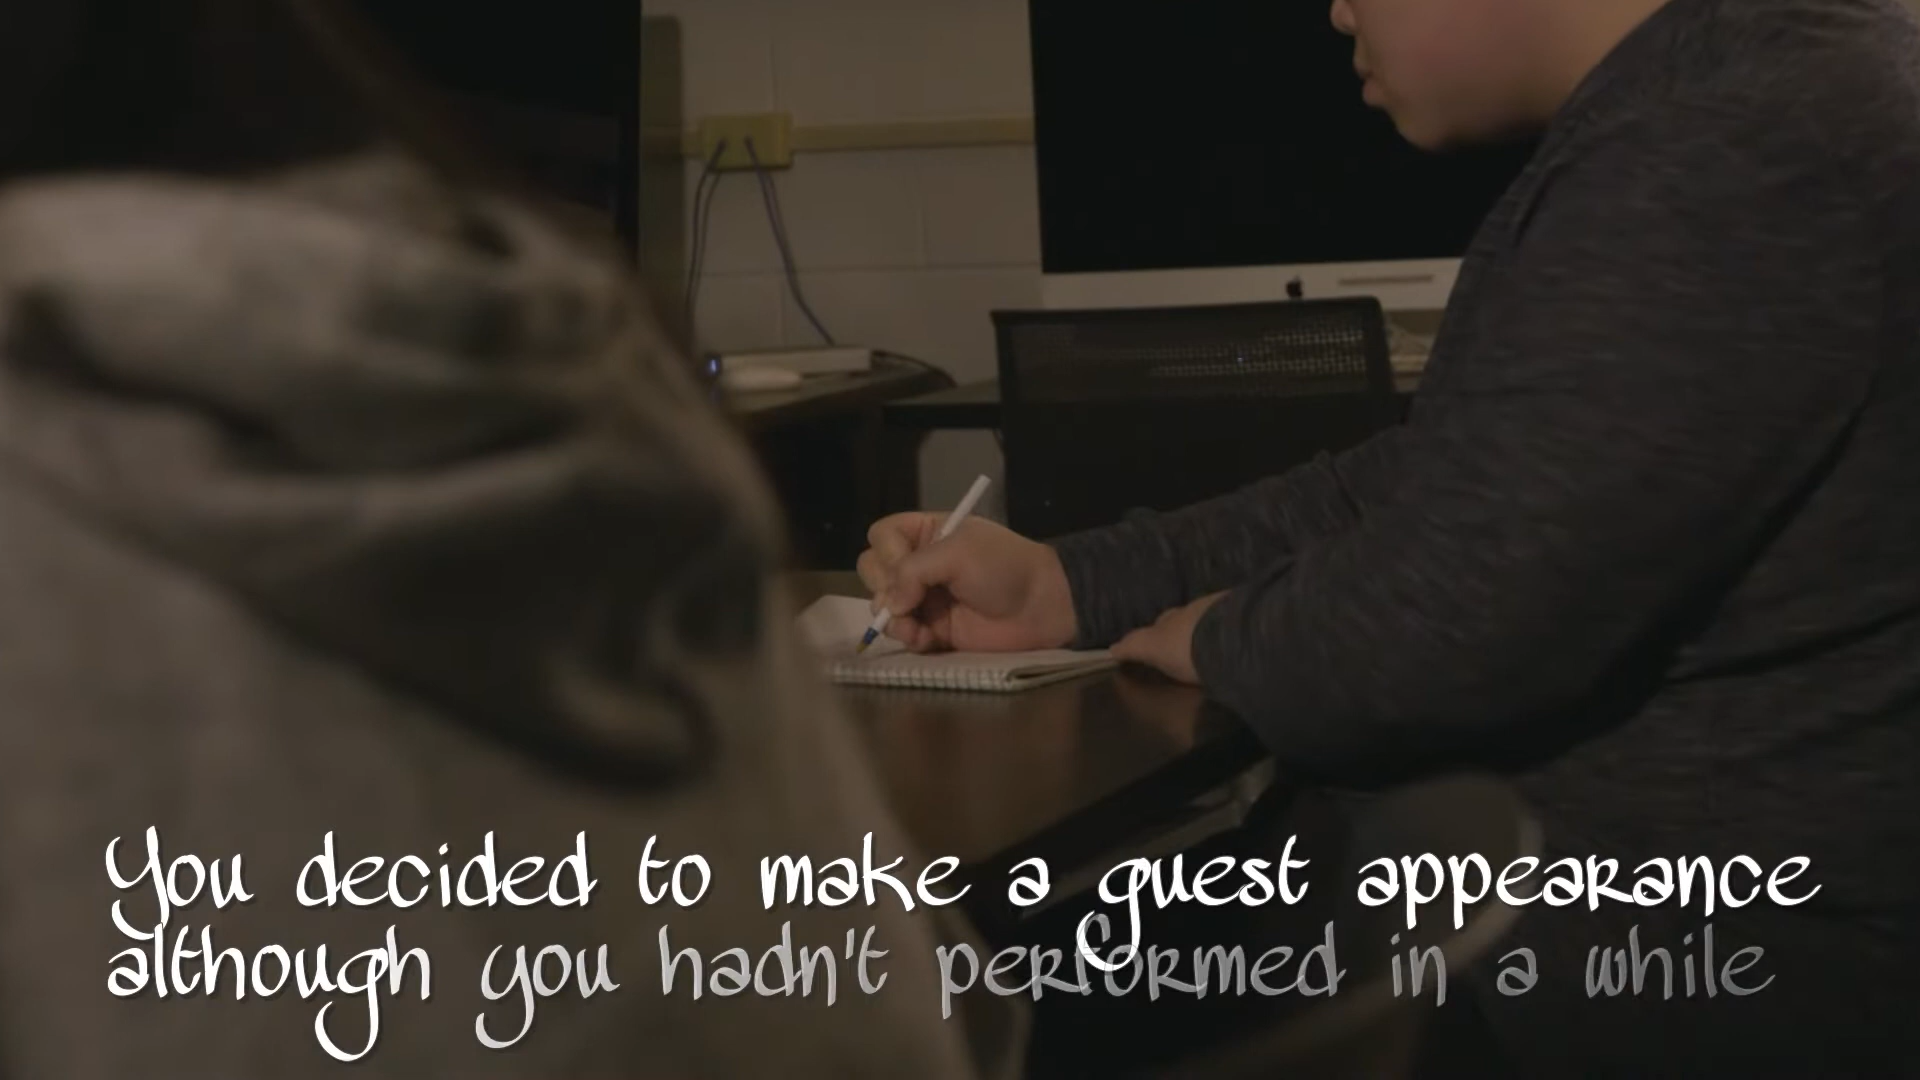 You decided to make a guest appearance
although you hadn't performed in a while